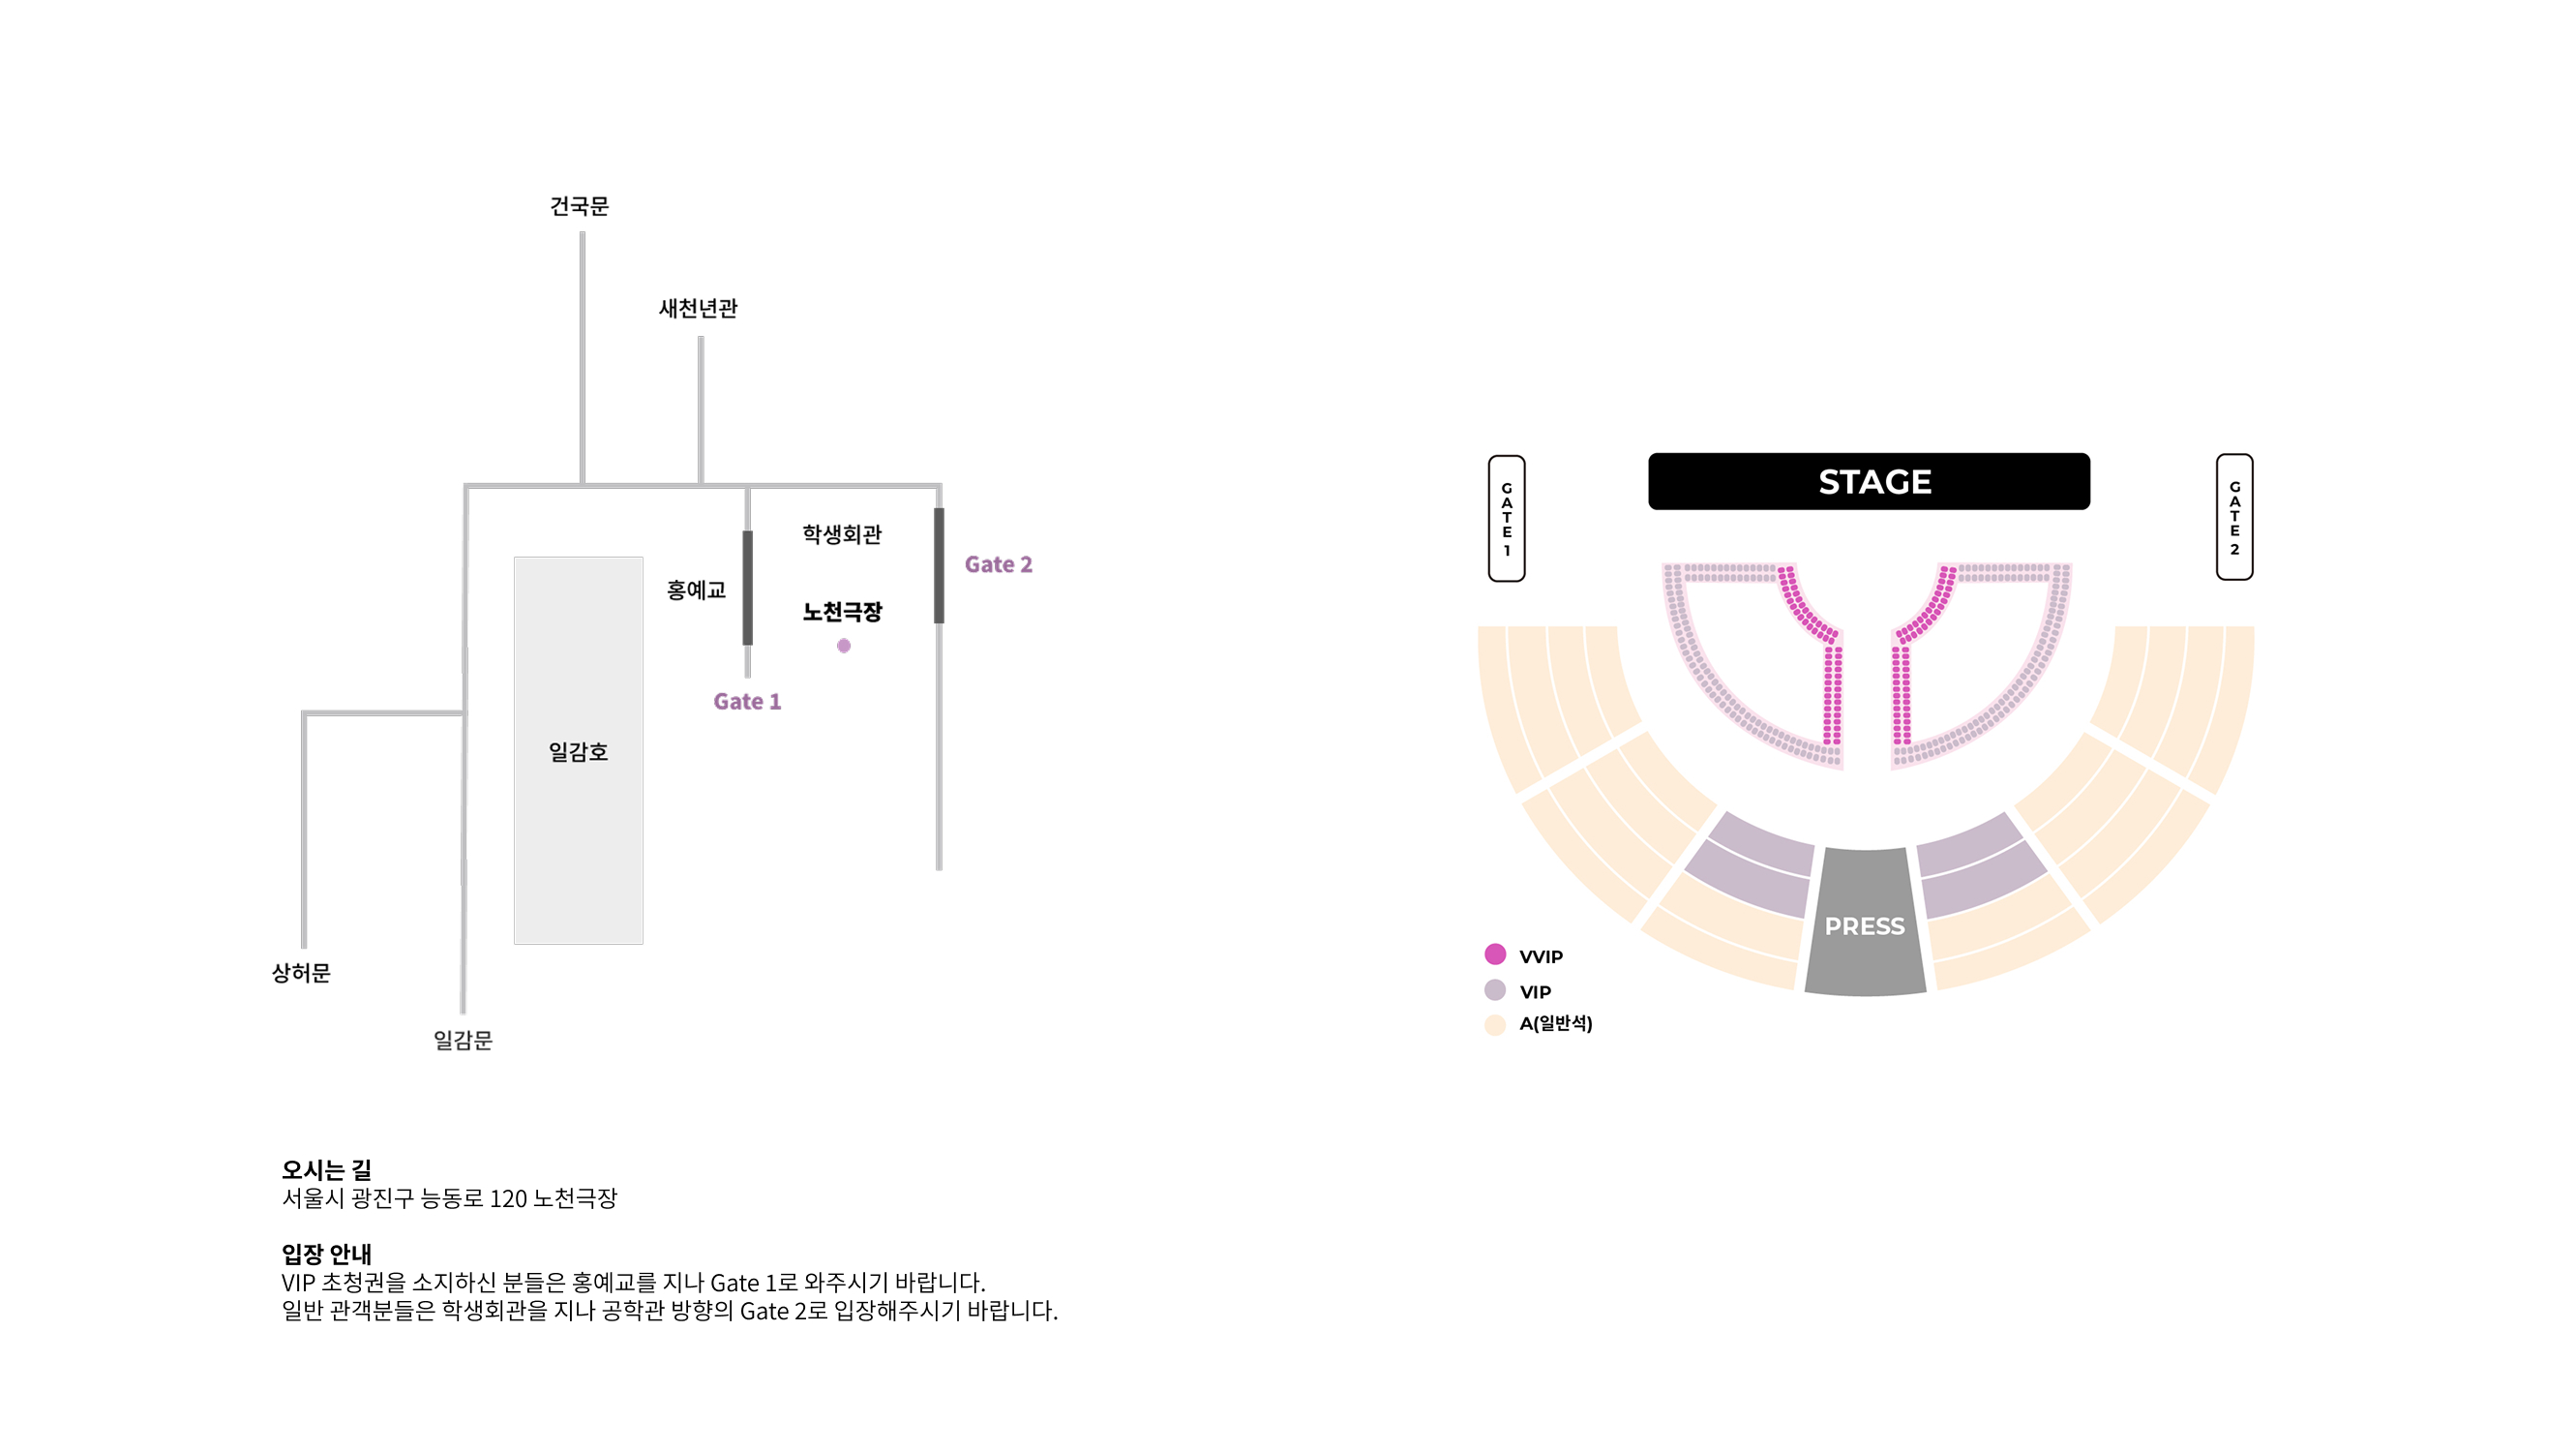 건국문
새천년관
학생회관
Gate 2
홍예교
노천극장
Gate 1
일감호
상허문
일감문
오시는 길
서울시 광진구 능동로 120 노천극장
입장 안내
VIP 초청권을 소지하신 분들은 홍예교를 지나 Gate 1로 와주시기 바랍니다.
일반 관객분들은 학생회관을 지나 공학관 방향의 Gate 2로 입장해주시기 바랍니다.
GATE 1
STAGE
GATE 2
PRESS
VVIP
VIP
A(일반석)